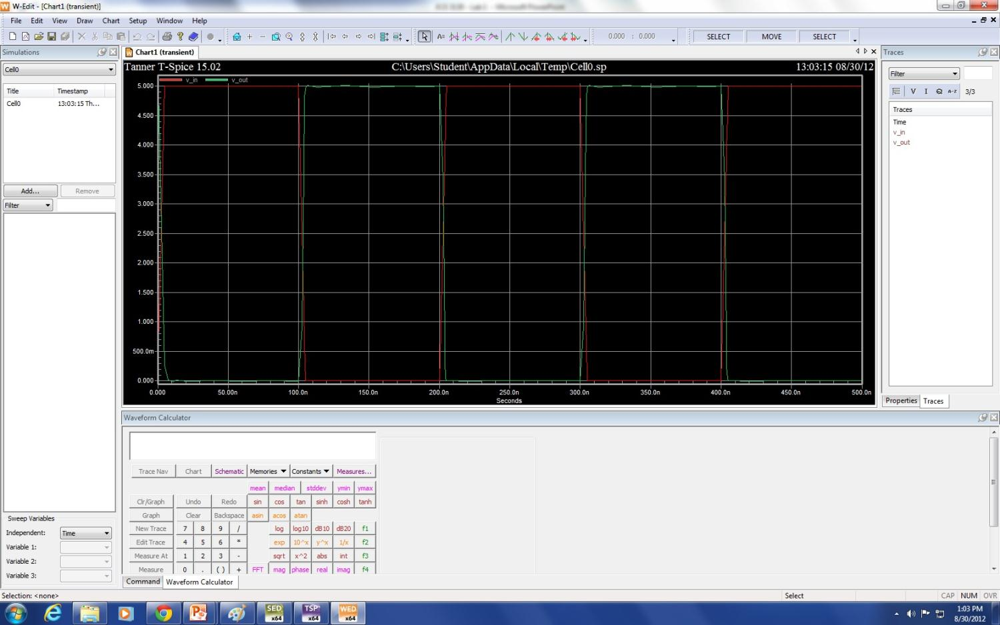 W-Edit - [Chart1 (transient)]
File Edit View Draw Chart Setup Window Help
0.000 : 0.000 SELECT MOVE SELECT
Simulations
Cell0
Title Timestamp
Cell0 13:03:15 Th...
Add... Remove
Filter
Sweep Variables
Independent: Time
Variable 1:
Variable 2:
Variable 3:
Chart1 (transient)
Tanner T-Spice 15.02 C:\Users\Student\AppData\Local\Temp\Cell0.sp 13:03:15 08/30/12
v_in v_out
5.000
4.500
4.000
3.500
3.000
2.500
2.000
1.500
1.000
500.0m
0.000
0.000 50.00n 100.0n 150.0n 200.0n 250.0n 300.0n 350.0n 400.0n 450.0n 500.0n
Seconds
Traces
Filter
V I Q A-Z 3/3
Traces
Time
v_in
v_out
Properties Traces
Waveform Calculator
Trace Nav Chart Schematic Memories Constants Measures...
mean median stddev ymin ymax
Clr/Graph Undo Redo sin cos tan sinh cosh tanh
Graph Clear Backspace asin acos atan
New Trace 7 8 9 / log log10 dB10 dB20 f1
Edit Trace 4 5 6 * exp 10^x y^x 1/x f2
Measure At 1 2 3 - sqrt x^2 abs int f3
Measure 0 . ( ) + FFT mag phase real imag f4
Command Waveform Calculator
Selection: <none> Select CAP NUM OVR
SED x64 TSP x64 WED x64
1:03 PM
8/30/2012